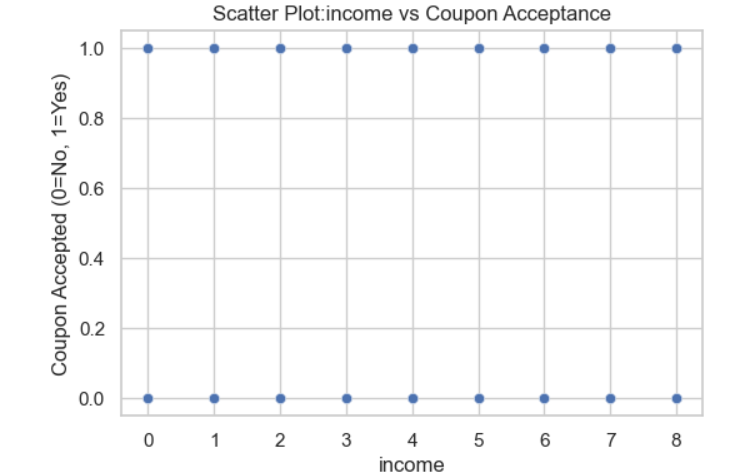 Scatter Plot:income vs Coupon Acceptance
Coupon Accepted (0=No, 1=Yes)
1.0
0.8
0.6
0.4
0.2
0.0
0 1 2 3 4 5 6 7 8
income